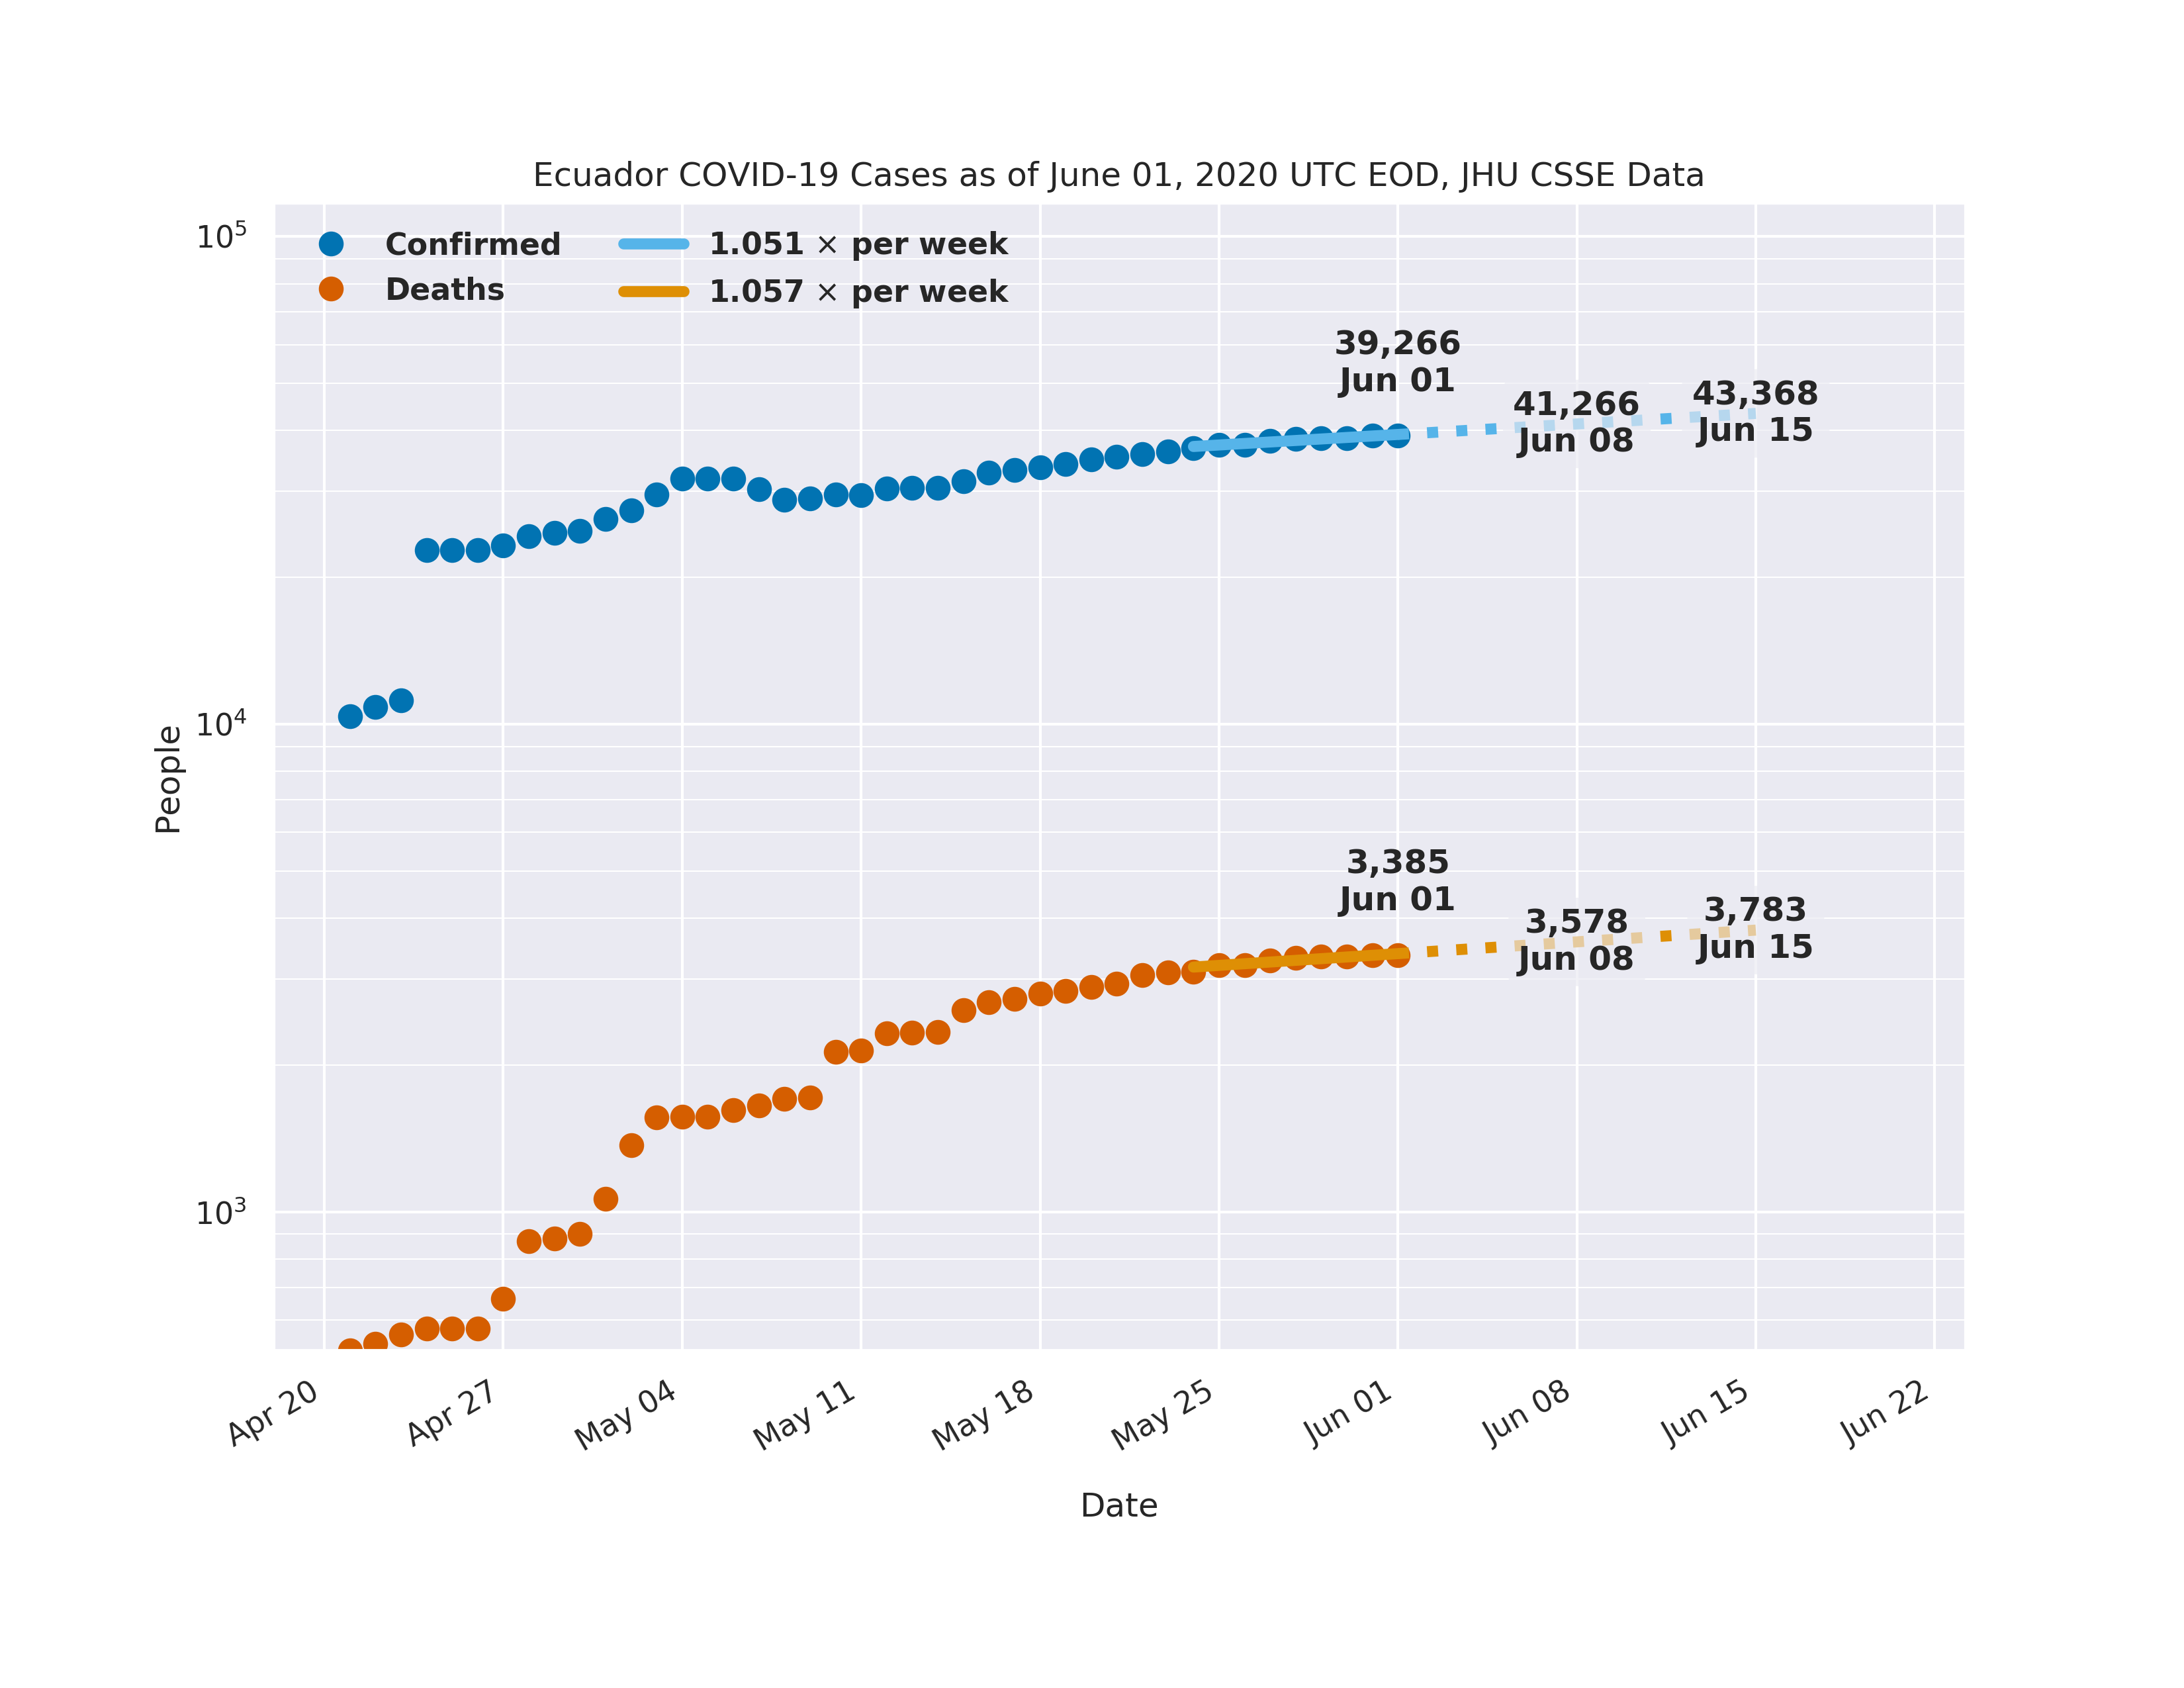 Ecuador COVID-19 Cases as of June 01, 2020 UTC EOD, JHU CSSE Data
Confirmed
Deaths
1.051 × per week
1.057 × per week
10⁵
10⁴
10³
People
39,266
Jun 01
41,266
Jun 08
43,368
Jun 15
3,385
Jun 01
3,578
Jun 08
3,783
Jun 15
Apr 20
Apr 27
May 04
May 11
May 18
May 25
Jun 01
Jun 08
Jun 15
Jun 22
Date